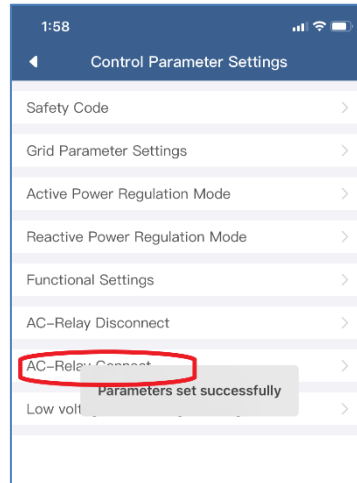 1:58
Control Parameter Settings
Safety Code
Grid Parameter Settings
Active Power Regulation Mode
Reactive Power Regulation Mode
Functional Settings
AC-Relay Disconnect
AC-Relay Connect
Parameters set successfully
Low